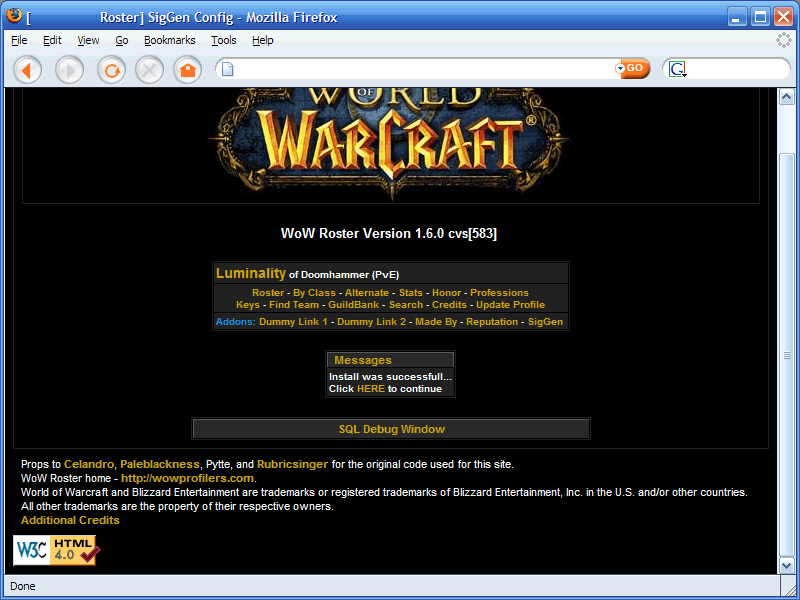 [ Roster] SigGen Config - Mozilla Firefox
File Edit View Go Bookmarks Tools Help
GO G
WORLD
OF
WARCRAFT®
WoW Roster Version 1.6.0 cvs[583]
Luminality of Doomhammer (PvE)
Roster - By Class - Alternate - Stats - Honor - Professions
Keys - Find Team - GuildBank - Search - Credits - Update Profile
Addons: Dummy Link 1 - Dummy Link 2 - Made By - Reputation - SigGen
Messages
Install was successfull...
Click HERE to continue
SQL Debug Window
Props to Celandro, Paleblackness, Pytte, and Rubricsinger for the original code used for this site.
WoW Roster home - http://wowprofilers.com.
World of Warcraft and Blizzard Entertainment are trademarks or registered trademarks of Blizzard Entertainment, Inc. in the U.S. and/or other countries.
All other trademarks are the property of their respective owners.
Additional Credits
W3C HTML
4.0
Done